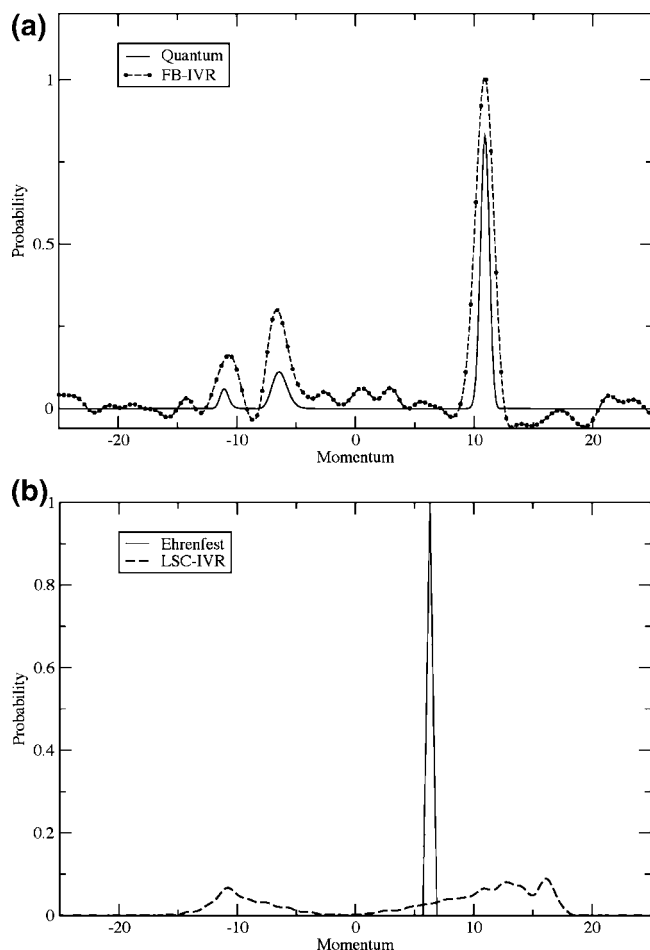 (a)
Quantum
FB-IVR
Probability
1
0.5
0
-20
-10
0
10
20
Momentum
(b)
Ehrenfest
LSC-IVR
Probability
1
0.8
0.6
0.4
0.2
0
-20
-10
0
10
20
Momentum